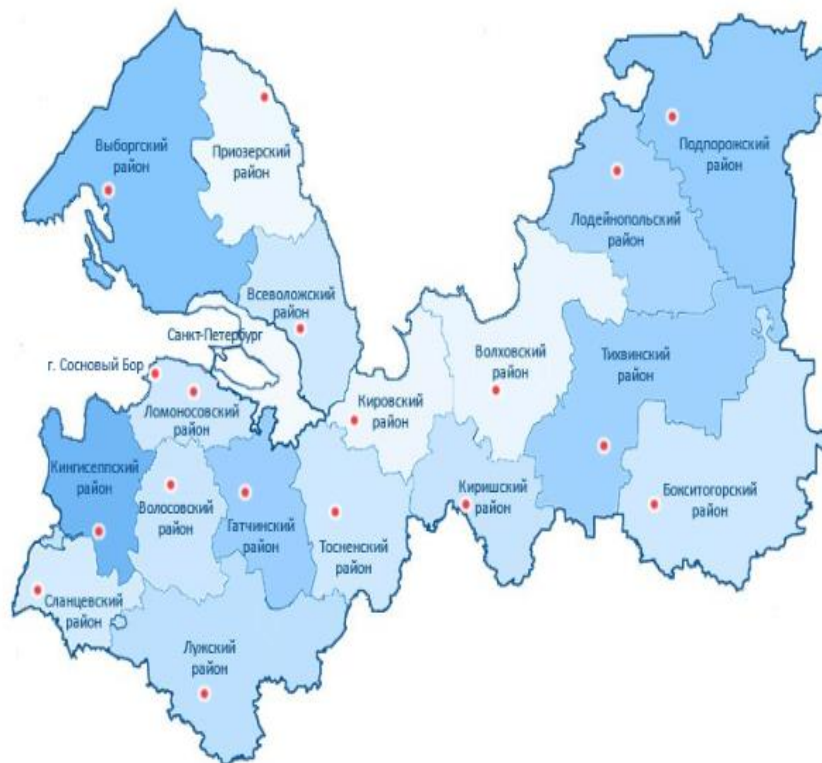 Выборгский
район
Приозерский
район
Подпорожский
район
Лодейнопольский
район
Всеволожский
район
Санкт-Петербург
г. Сосновый Бор
Волховский
район
Тихвинский
район
Кировский
район
Ломоносовский
район
Кингисеппский
район
Волосовский
район
Гатчинский
район
Тосненский
район
Киришский
район
Бокситогорский
район
Сланцевский
район
Лужский
район